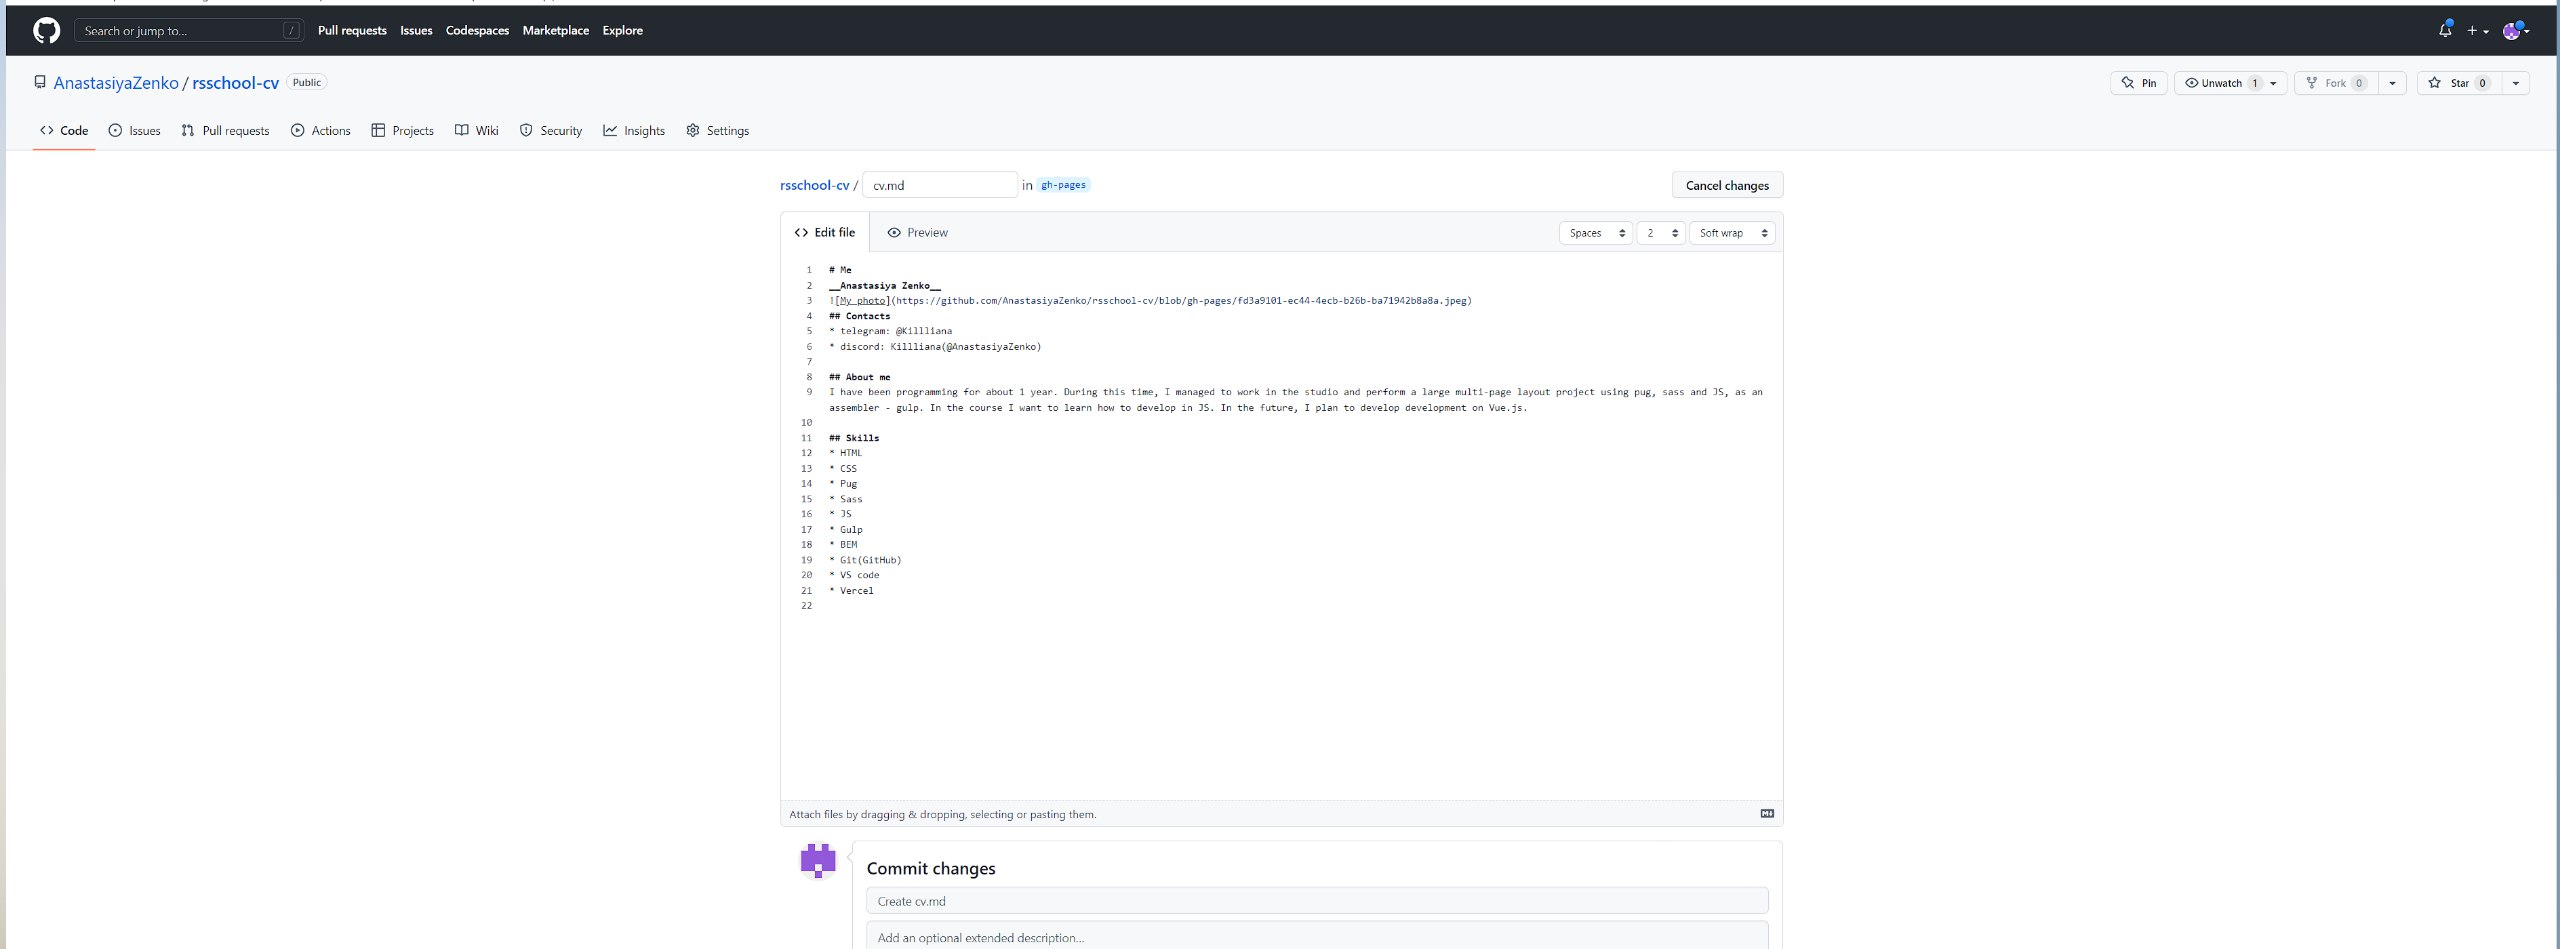 Search or jump to... /
Pull requests Issues Codespaces Marketplace Explore
AnastasiyaZenko / rsschool-cv Public
Pin Unwatch 1 Fork 0 Star 0
Code Issues Pull requests Actions Projects Wiki Security Insights Settings
rsschool-cv / cv.md in gh-pages Cancel changes
Edit file Preview Spaces 2 Soft wrap
1 # Me
2 __Anastasiya Zenko__
3 ![My photo](https://github.com/AnastasiyaZenko/rsschool-cv/blob/gh-pages/fd3a9101-ec44-4ecb-b26b-ba71942b8a8a.jpeg)
4 ## Contacts
5 * telegram: @Killliana
6 * discord: Killliana(@AnastasiyaZenko)
7
8 ## About me
9 I have been programming for about 1 year. During this time, I managed to work in the studio and perform a large multi-page layout project using pug, sass and JS, as an
assembler - gulp. In the course I want to learn how to develop in JS. In the future, I plan to develop development on Vue.js.
10
11 ## Skills
12 * HTML
13 * CSS
14 * Pug
15 * Sass
16 * JS
17 * Gulp
18 * BEM
19 * Git(GitHub)
20 * VS code
21 * Vercel
22
Attach files by dragging & dropping, selecting or pasting them.
Commit changes
Create cv.md
Add an optional extended description...